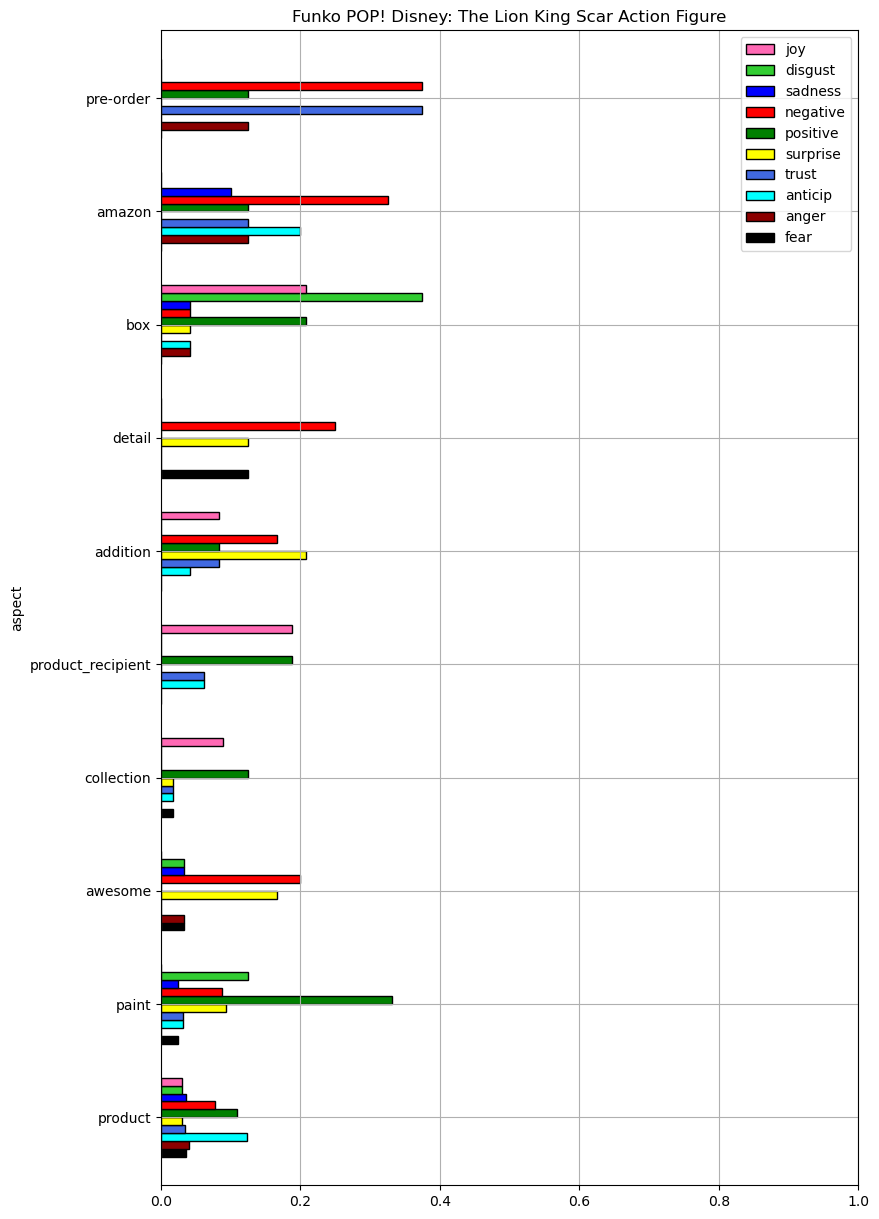 Funko POP! Disney: The Lion King Scar Action Figure
joy
disgust
sadness
negative
positive
surprise
trust
anticip
anger
fear
aspect
pre-order
amazon
box
detail
addition
product_recipient
collection
awesome
paint
product
0.0 0.2 0.4 0.6 0.8 1.0